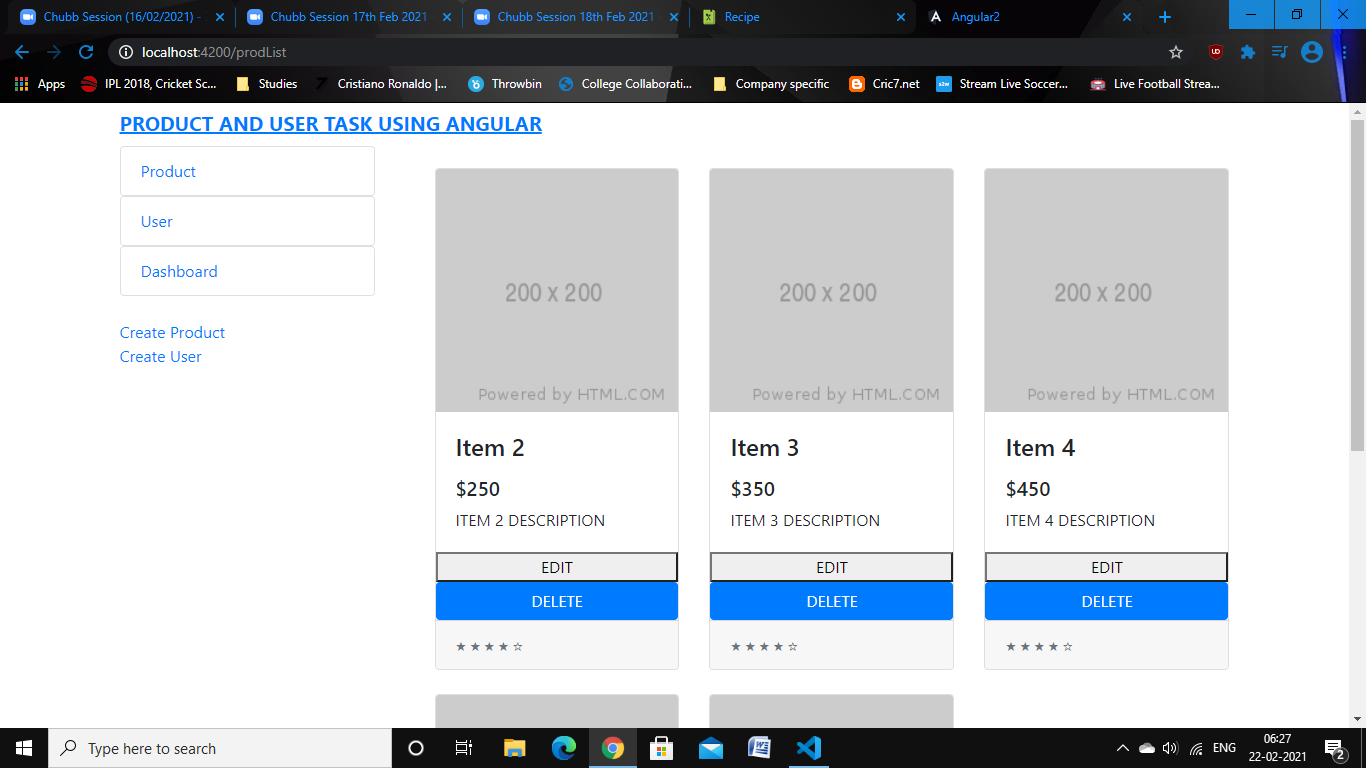 Chubb Session (16/02/2021) -
Chubb Session 17th Feb 2021
Chubb Session 18th Feb 2021
Recipe
Angular2
localhost:4200/prodList
Apps
IPL 2018, Cricket Sc...
Studies
Cristiano Ronaldo |...
Throwbin
College Collaborati...
Company specific
Cric7.net
Stream Live Soccer...
Live Football Strea...
PRODUCT AND USER TASK USING ANGULAR
Product
User
Dashboard
Create Product
Create User
200 x 200
Powered by HTML.COM
Item 2
$250
ITEM 2 DESCRIPTION
EDIT
DELETE
★ ★ ★ ★ ☆
200 x 200
Powered by HTML.COM
Item 3
$350
ITEM 3 DESCRIPTION
EDIT
DELETE
★ ★ ★ ★ ☆
200 x 200
Powered by HTML.COM
Item 4
$450
ITEM 4 DESCRIPTION
EDIT
DELETE
★ ★ ★ ★ ☆
Type here to search
ENG
06:27
22-02-2021
2